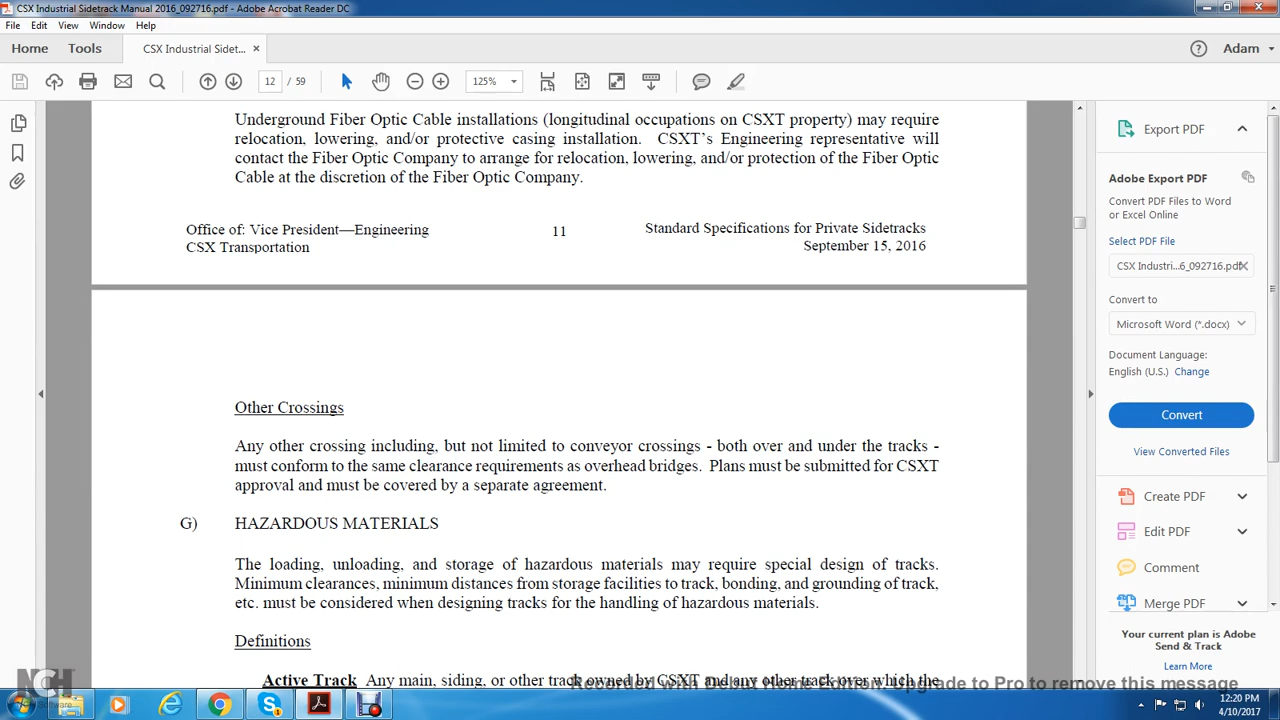 CSX Industrial Sidetrack Manual 2016_092716.pdf - Adobe Acrobat Reader DC
File Edit View Window Help
Home Tools CSX Industrial Sidet... × Adam
12 / 59 125%
Underground Fiber Optic Cable installations (longitudinal occupations on CSXT property) may require
relocation, lowering, and/or protective casing installation. CSXT's Engineering representative will
contact the Fiber Optic Company to arrange for relocation, lowering, and/or protection of the Fiber Optic
Cable at the discretion of the Fiber Optic Company.
Office of: Vice President—Engineering 11 Standard Specifications for Private Sidetracks
CSX Transportation September 15, 2016
Other Crossings
Any other crossing including, but not limited to conveyor crossings - both over and under the tracks -
must conform to the same clearance requirements as overhead bridges. Plans must be submitted for CSXT
approval and must be covered by a separate agreement.
G) HAZARDOUS MATERIALS
The loading, unloading, and storage of hazardous materials may require special design of tracks.
Minimum clearances, minimum distances from storage facilities to track, bonding, and grounding of track,
etc. must be considered when designing tracks for the handling of hazardous materials.
Definitions
Active Track Any main, siding, or other track owned by CSXT and any other track over which the
Export PDF
Adobe Export PDF
Convert PDF Files to Word
or Excel Online
Select PDF File
CSX Industri...6_092716.pdf
Convert to
Microsoft Word (*.docx)
Document Language:
English (U.S.) Change
Convert
View Converted Files
Create PDF
Edit PDF
Comment
Merge PDF
Your current plan is Adobe
Send & Track
Learn More
NCH
Software
Recorded with Debut Home Edition. Upgrade to Pro to remove this message
12:20 PM
4/10/2017